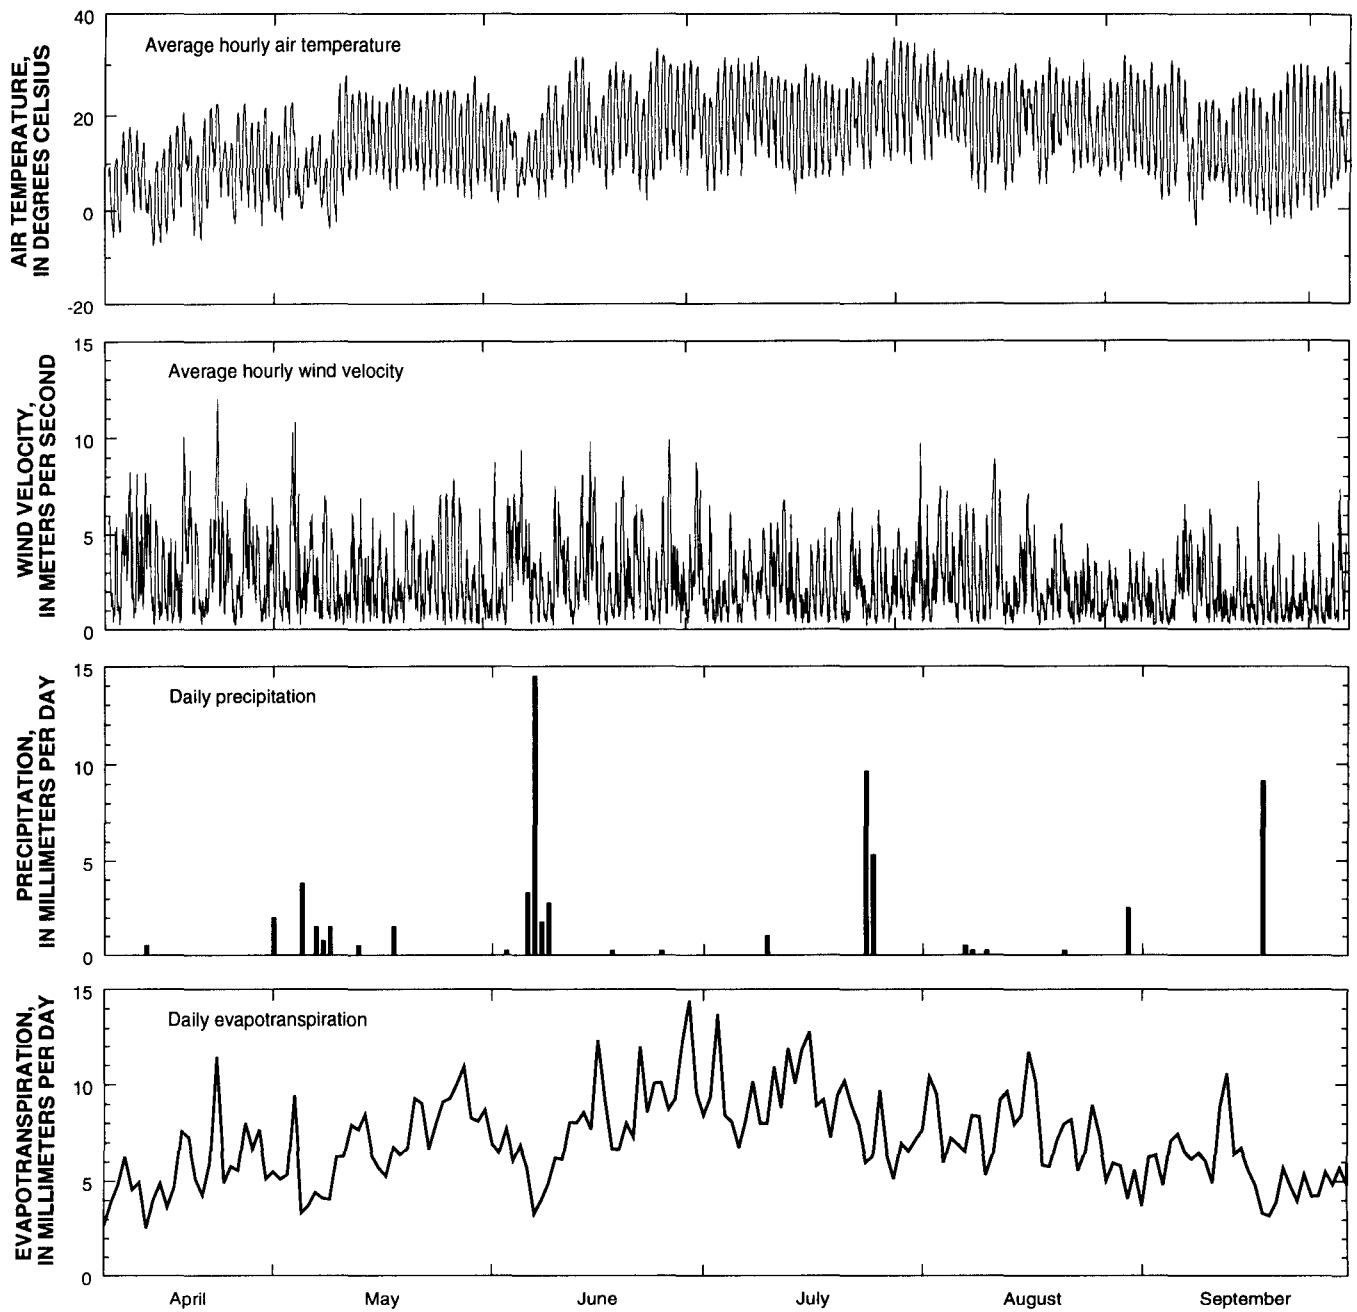 AIR TEMPERATURE,
IN DEGREES CELSIUS
40
20
0
-20
Average hourly air temperature
WIND VELOCITY,
IN METERS PER SECOND
15
10
5
0
Average hourly wind velocity
PRECIPITATION,
IN MILLIMETERS PER DAY
15
10
5
0
Daily precipitation
EVAPOTRANSPIRATION,
IN MILLIMETERS PER DAY
15
10
5
0
Daily evapotranspiration
April May June July August September